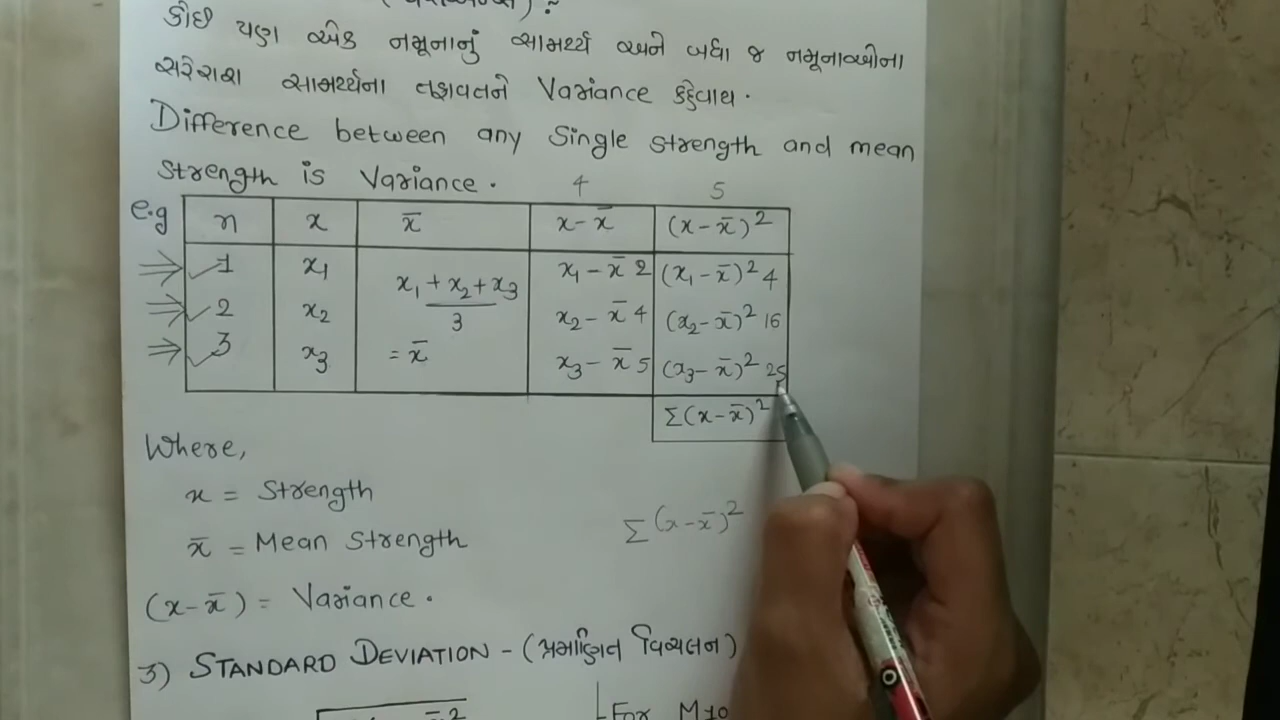 કોઈ પણ એક નમૂનાનું સામર્થ્ય અને બધા જ નમૂનાઓના
સરેરાશ સામર્થ્યના તફાવતને Variance કહેવાય.
Difference between any Single strength and mean
Strength is Variance.
4 5
e.g n x x̄ x-x̄ (x-x̄)²
1 x₁ x₁ - x̄ 2 (x₁-x̄)² 4
x₁+x₂+x₃
2 x₂ x₂ - x̄ 4 (x₂-x̄)² 16
3
3 x₃ = x̄ x₃ - x̄ 5 (x₃-x̄)² 25
Σ(x-x̄)²
Where,
x = Strength
Σ(x-x̄)²
x̄ = Mean Strength
(x-x̄) = Variance.
3) STANDARD DEVIATION - (પ્રમાણિત વિચલન)
For M10